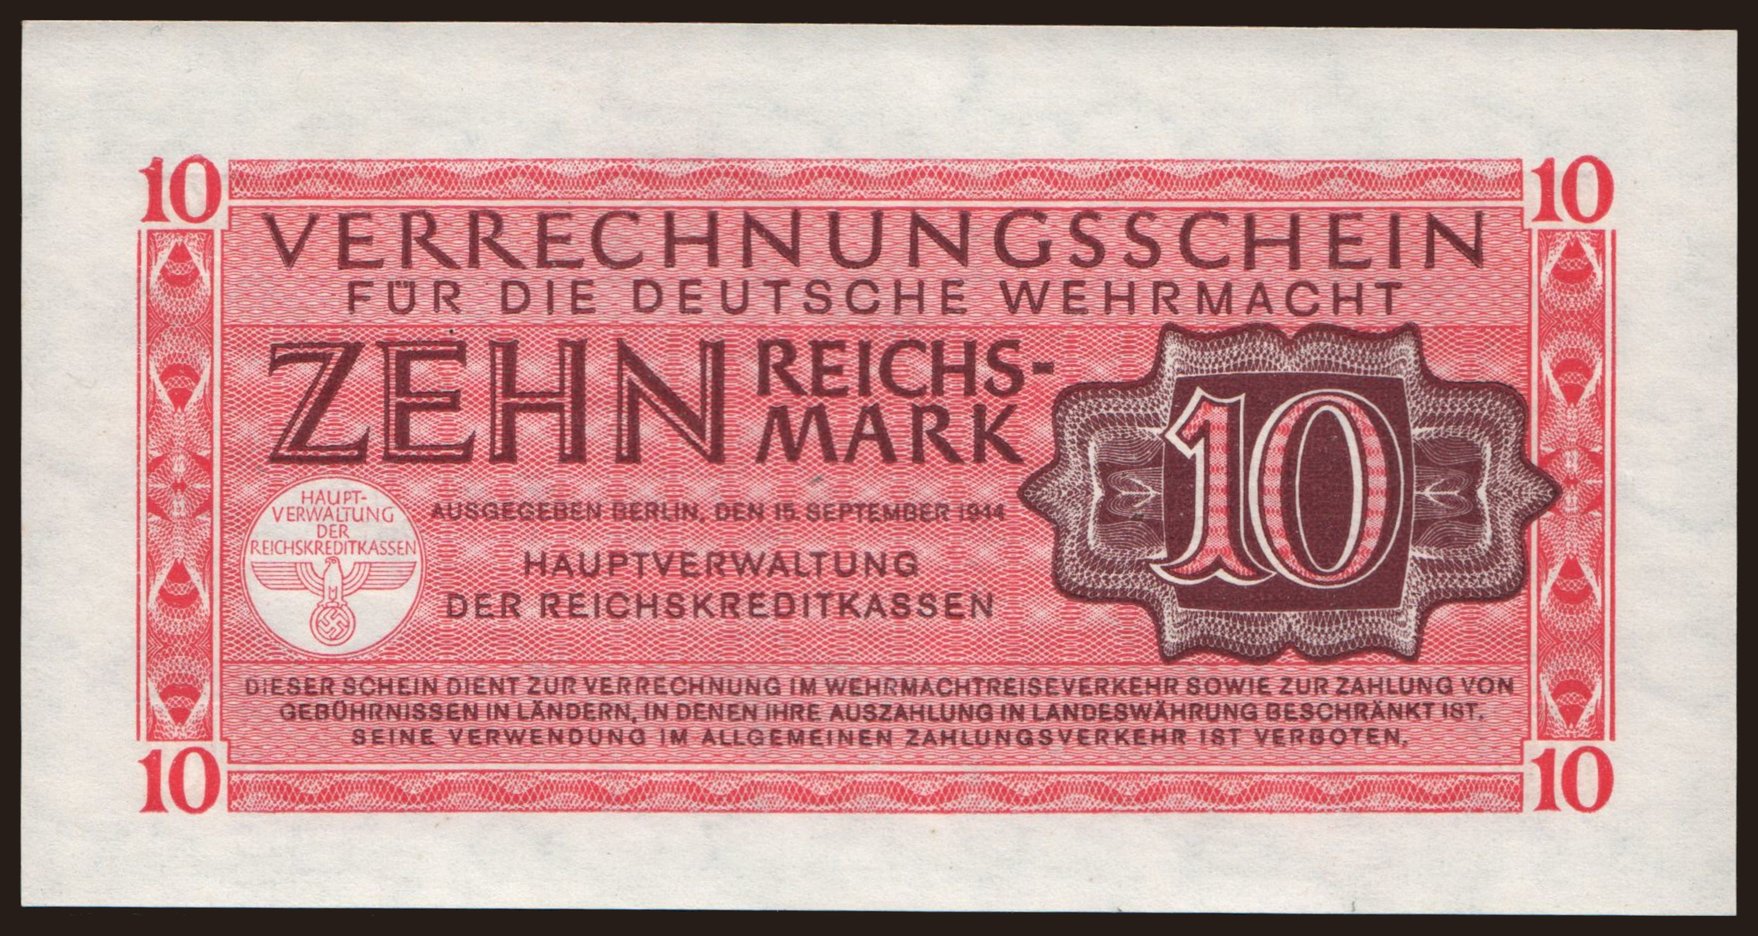 10 10
VERRECHNUNGSSCHEIN
FÜR DIE DEUTSCHE WEHRMACHT
ZEHN REICHS-
MARK
10
HAUPT-
VERWALTUNG
DER
REICHSKREDITKASSEN
AUSGEGEBEN BERLIN, DEN 15. SEPTEMBER 1944
HAUPTVERWALTUNG
DER REICHSKREDITKASSEN
DIESER SCHEIN DIENT ZUR VERRECHNUNG IM WEHRMACHTREISEVERKEHR SOWIE ZUR ZAHLUNG VON
GEBÜHRNISSEN IN LÄNDERN, IN DENEN IHRE AUSZAHLUNG IN LANDESWÄHRUNG BESCHRÄNKT IST.
SEINE VERWENDUNG IM ALLGEMEINEN ZAHLUNGSVERKEHR IST VERBOTEN.
10 10